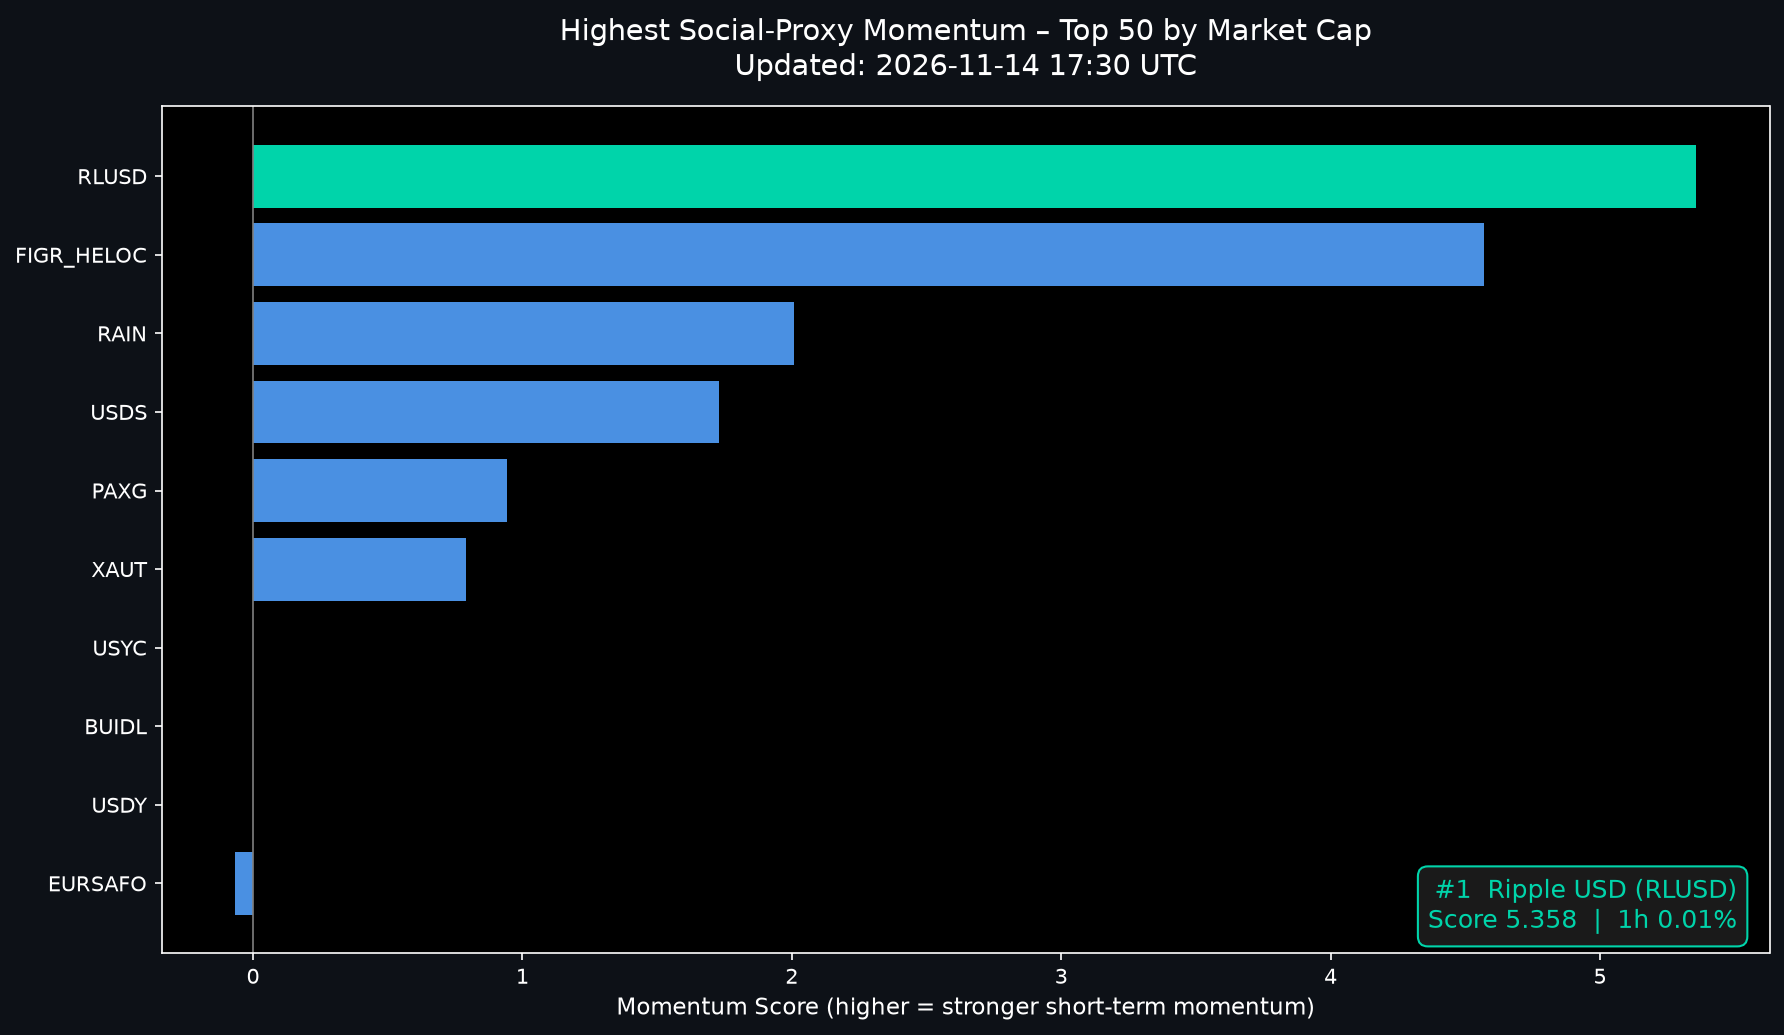 Highest Social-Proxy Momentum – Top 50 by Market Cap
Updated: 2026-11-14 17:30 UTC
RLUSD
FIGR_HELOC
RAIN
USDS
PAXG
XAUT
USYC
BUIDL
USDY
EURSAFO
#1  Ripple USD (RLUSD)
Score 5.358  |  1h 0.01%
0 1 2 3 4 5
Momentum Score (higher = stronger short-term momentum)